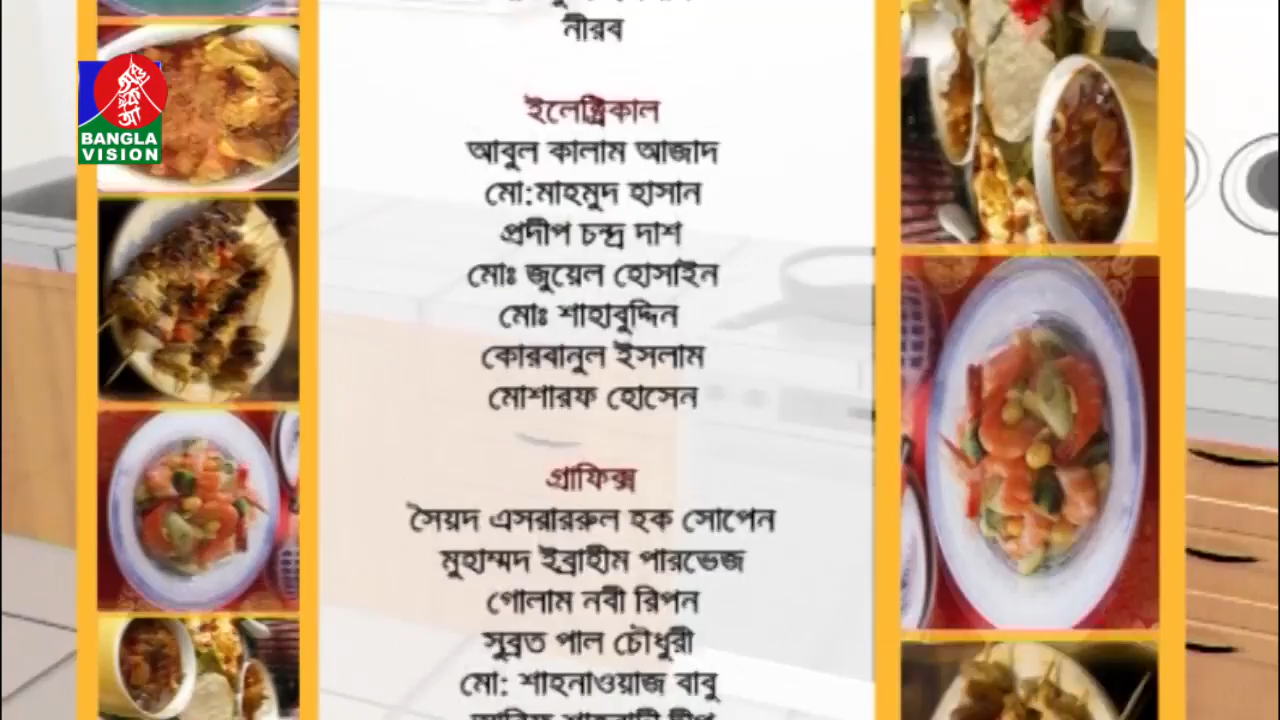 নীরব
ইলেক্ট্রিকাল
আবুল কালাম আজাদ
মো:মাহমুদ হাসান
প্রদীপ চন্দ্র দাশ
মোঃ জুয়েল হোসাইন
মোঃ শাহাবুদ্দিন
কোরবানুল ইসলাম
মোশারফ হোসেন
গ্রাফিক্স
সৈয়দ এসরাররুল হক সোপেন
মুহাম্মদ ইব্রাহীম পারভেজ
গোলাম নবী রিপন
সুব্রত পাল চৌধুরী
মো: শাহনাওয়াজ বাবু
BANGLA
VISION